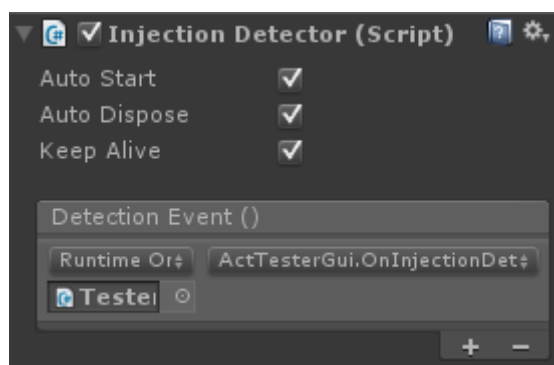 Injection Detector (Script)
Auto Start
Auto Dispose
Keep Alive
Detection Event ()
Runtime Or ActTesterGui.OnInjectionDet
Tester
+ −